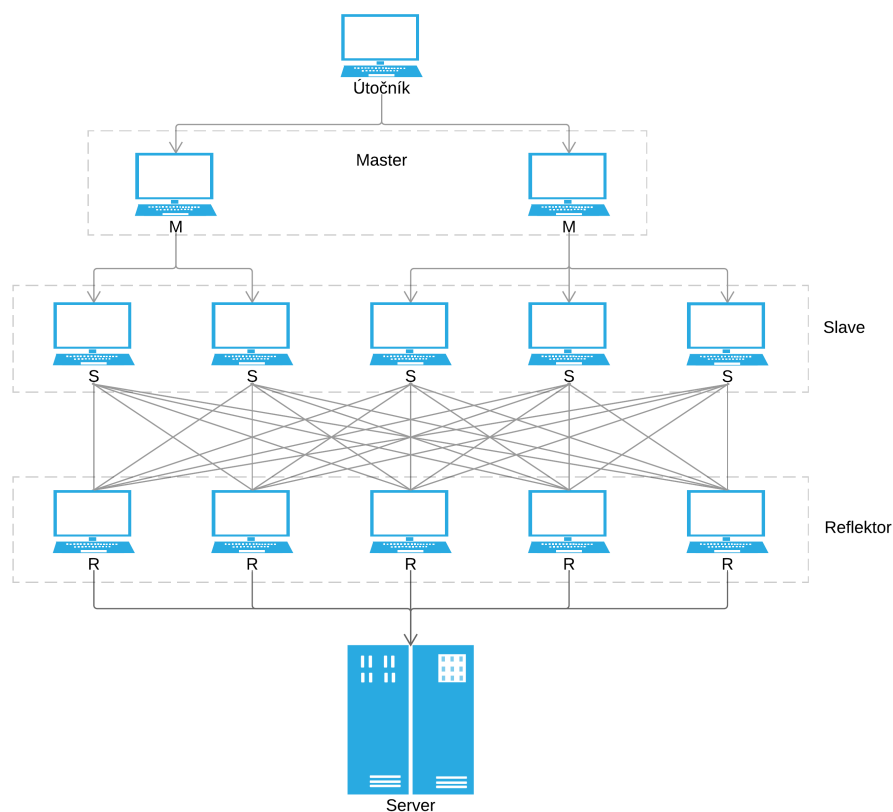 Útočník
Master
M M
S S S S S
Slave
R R R R R
Reflektor
Server